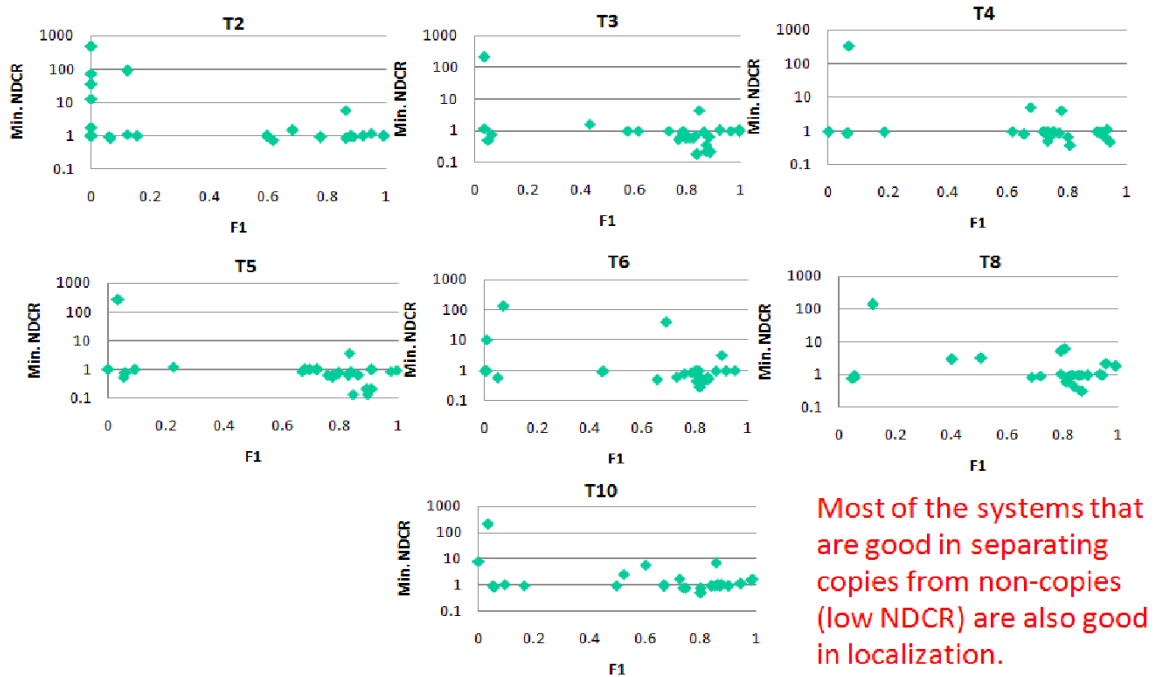 T2
1000
100
10
1
0.1
Min. NDCR
0 0.2 0.4 0.6 0.8 1
F1
T3
1000
100
10
1
0.1
Min. NDCR
0 0.2 0.4 0.6 0.8 1
F1
T4
1000
100
10
1
0.1
Min. NDCR
0 0.2 0.4 0.6 0.8 1
F1
T5
1000
100
10
1
0.1
Min. NDCR
0 0.2 0.4 0.6 0.8 1
F1
T6
1000
100
10
1
0.1
Min. NDCR
0 0.2 0.4 0.6 0.8 1
F1
T8
1000
100
10
1
0.1
Min. NDCR
0 0.2 0.4 0.6 0.8 1
F1
T10
1000
100
10
1
0.1
Min. NDCR
0 0.2 0.4 0.6 0.8 1
F1
Most of the systems that
are good in separating
copies from non-copies
(low NDCR) are also good
in localization.